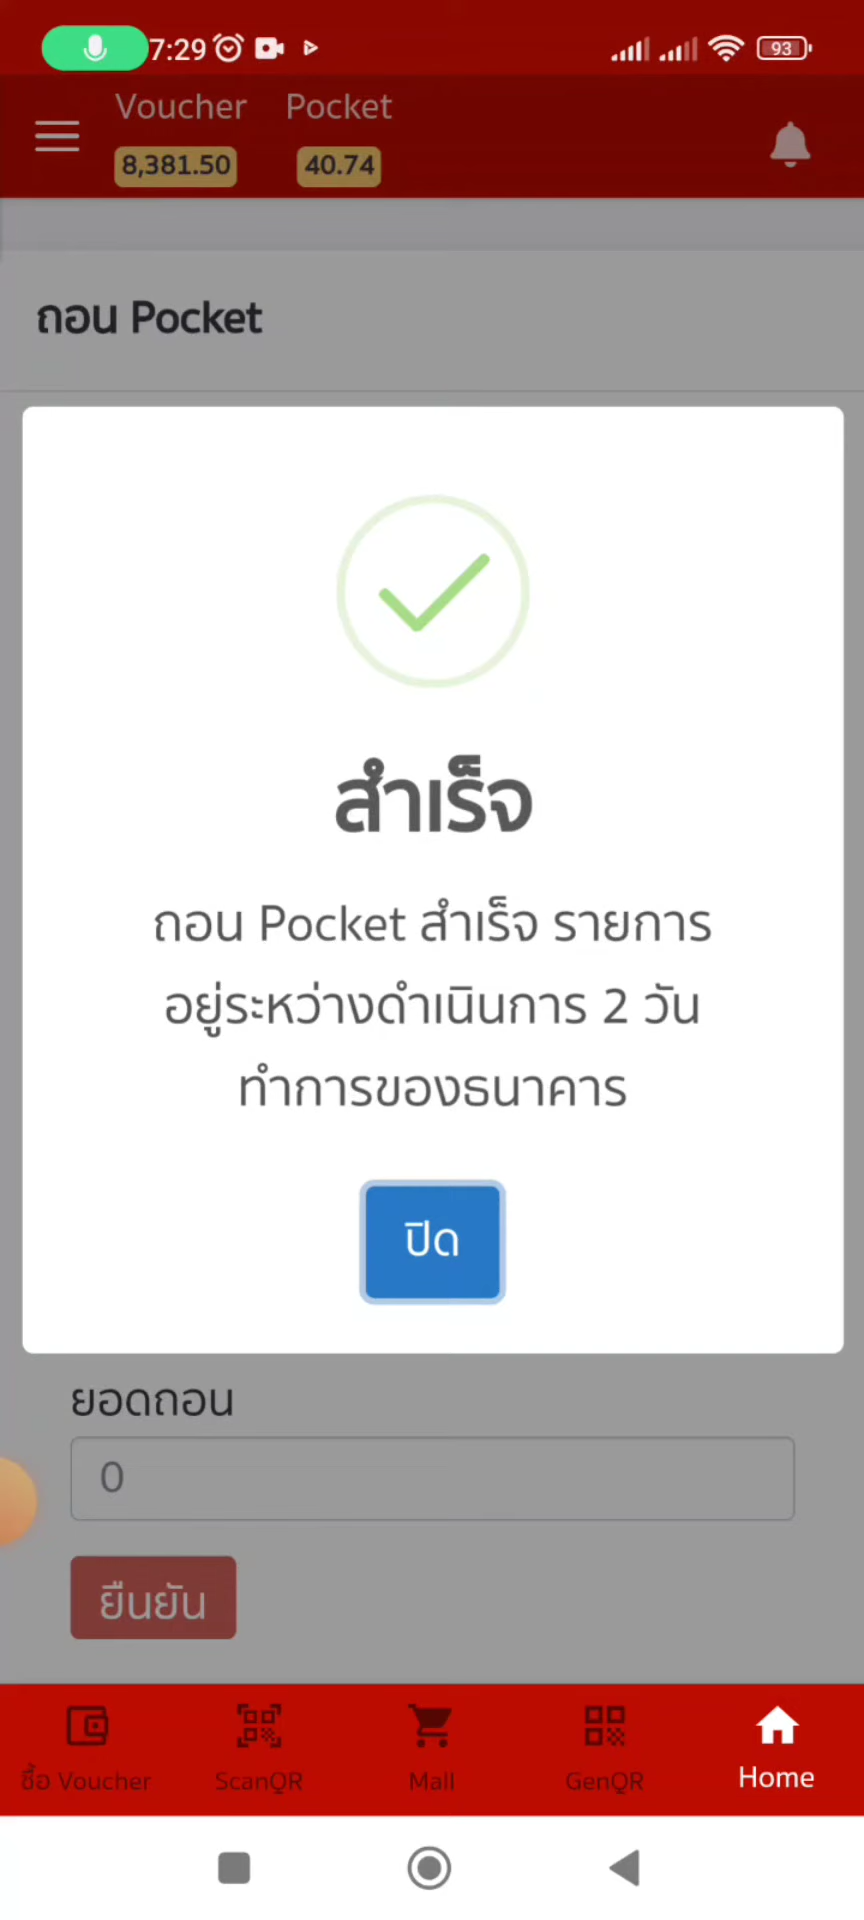 7:29
93
Voucher Pocket
8,381.50 40.74
ถอน Pocket
สำเร็จ
ถอน Pocket สำเร็จ รายการ
อยู่ระหว่างดำเนินการ 2 วัน
ทำการของธนาคาร
ปิด
ยอดถอน
0
ยืนยัน
ซื้อ Voucher ScanQR Mall GenQR Home